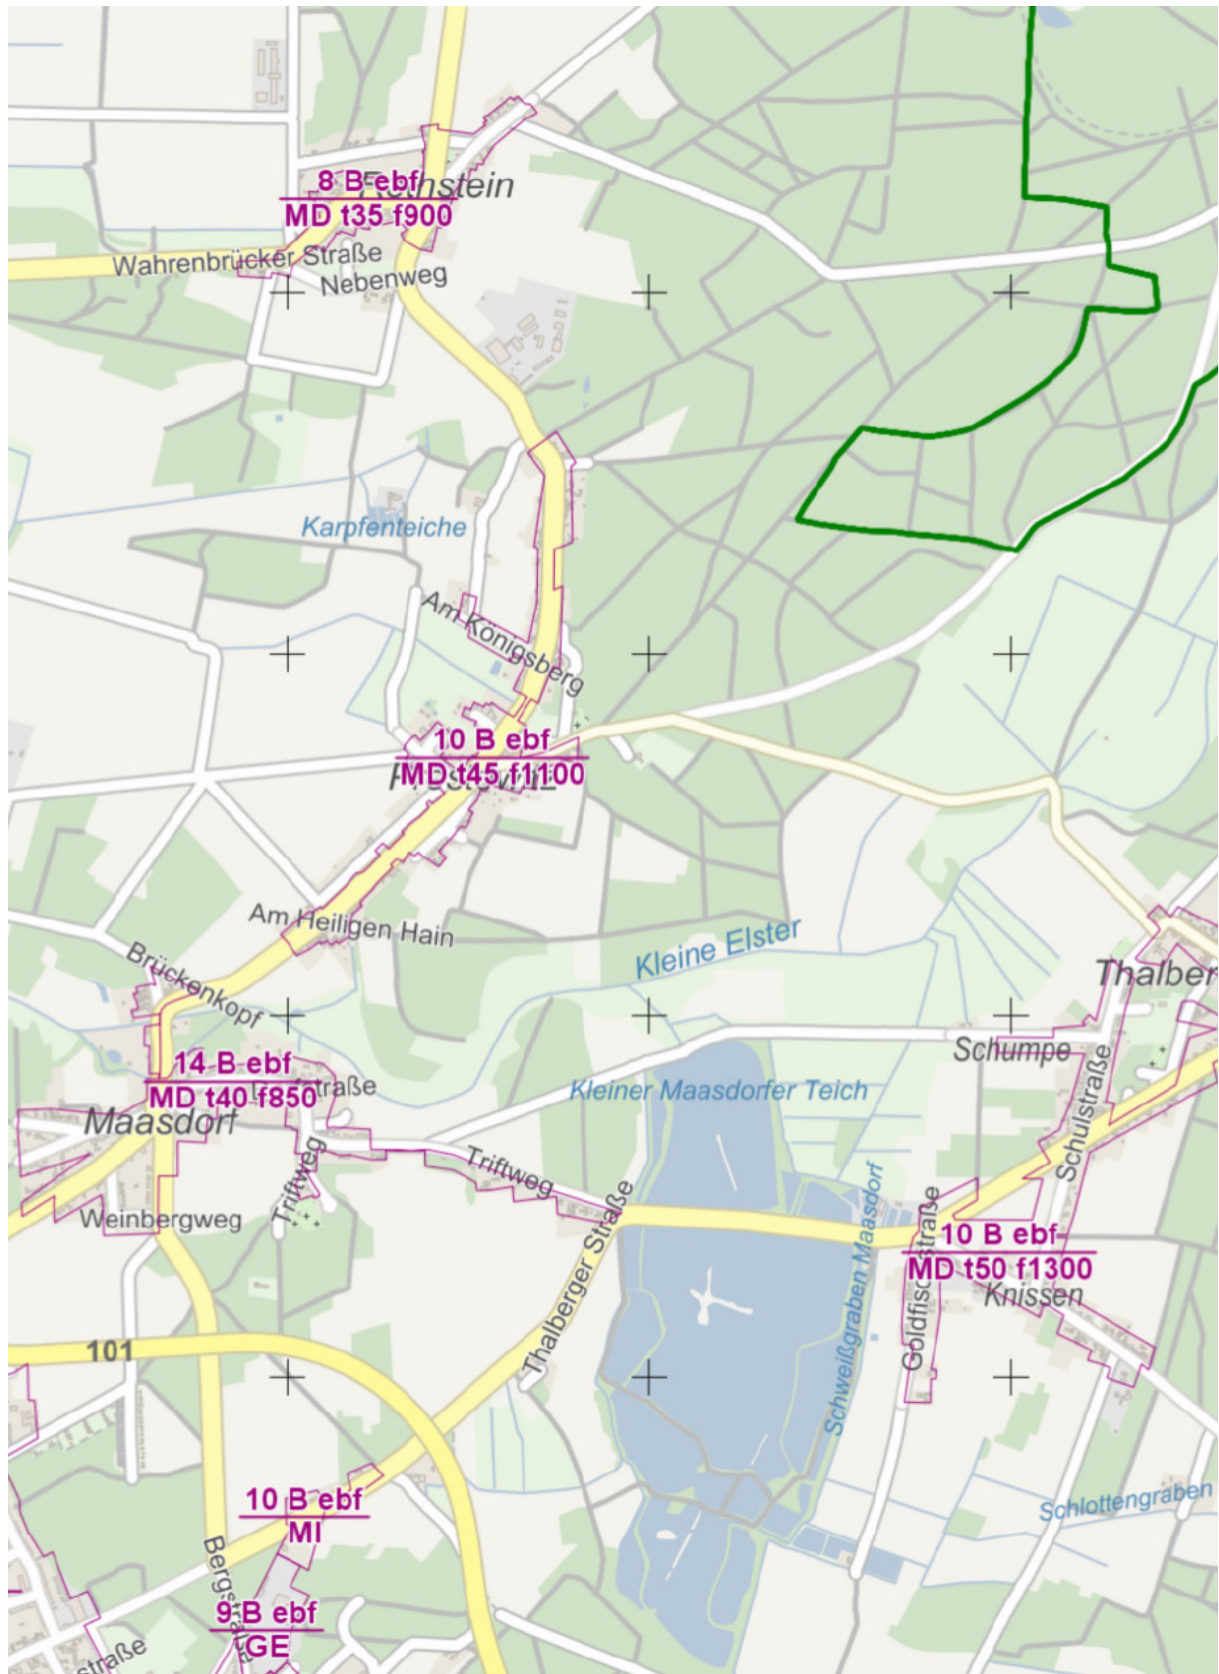 8 B ebf
Rothstein
MD t35 f900
Wahrenbrücker Straße
Nebenweg
Karpfenteiche
Am Königsberg
10 B ebf
MD t45 f1100
Am Heiligen Hain
Kleine Elster
Brückenkopf
Thalber
Schumpe
14 B ebf
MD t40 f850
Kleiner Maasdorfer Teich
Maasdorf
Schulstraße
Triftweg
Triftweg
Weinbergweg
Thalberger Straße
Schweißgraben Maasdorf
10 B ebf
MD t50 f1300
Knissen
101
10 B ebf
MI
Schlottengraben
9 B ebf
GE
straße